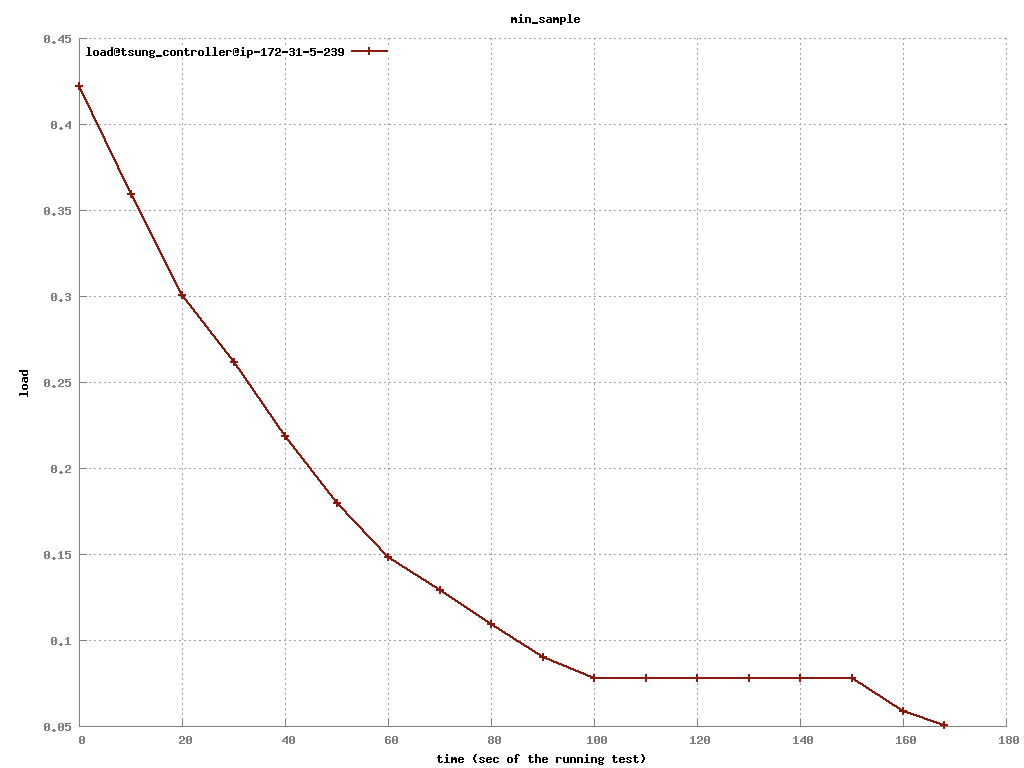 min_sample
load@tsung_controller@ip-172-31-5-239
0.45
0.4
0.35
0.3
0.25
0.2
0.15
0.1
0.05
load
0 20 40 60 80 100 120 140 160 180
time (sec of the running test)